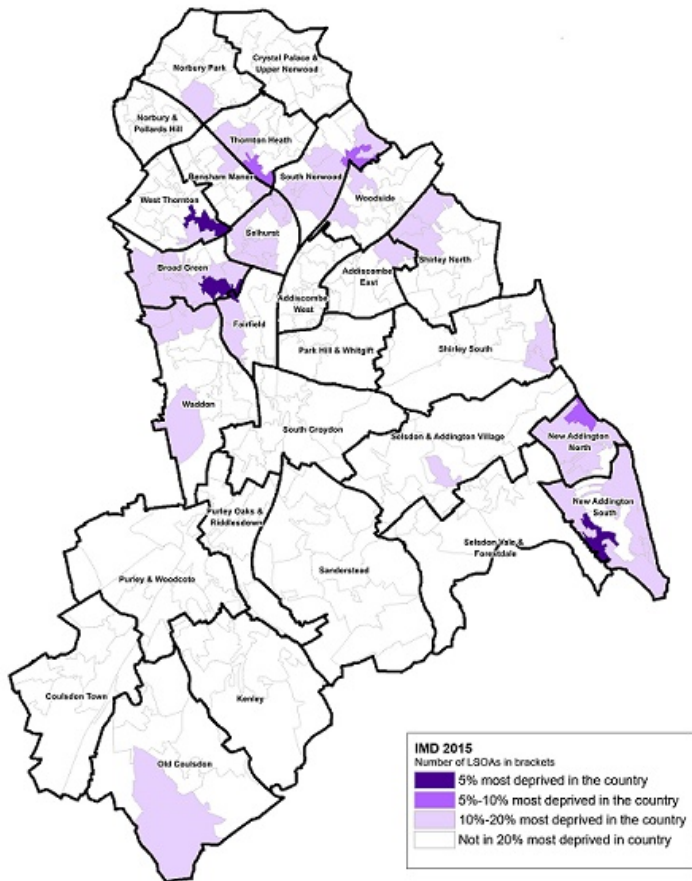 Crystal Palace &
Upper Norwood
Norbury Park
Norbury &
Pollards Hill
Thornton Heath
Bensham Manor
South Norwood
West Thornton
Woodside
Selhurst
Broad Green
Shirley North
Addiscombe
East
Addiscombe
West
Fairfield
Park Hill & Whitgift
Shirley South
Waddon
South Croydon
Selsdon & Addington Village
New Addington
North
New Addington
South
Purley Oaks &
Riddlesdown
Selsdon Vale &
Forestdale
Sanderstead
Purley & Woodcote
Coulsdon Town
Kenley
Old Coulsdon
IMD 2015
Number of LSOAs in brackets
5% most deprived in the country
5%-10% most deprived in the country
10%-20% most deprived in the country
Not in 20% most deprived in country